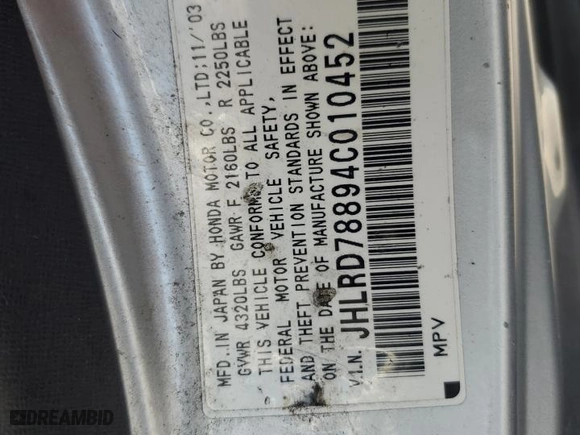 MFD. IN JAPAN BY HONDA MOTOR CO.,LTD;11/'03
GVWR 4320LBS GAWR F 2160LBS R 2250LBS
THIS VEHICLE CONFORMS TO ALL APPLICABLE
FEDERAL MOTOR VEHICLE SAFETY,
AND THEFT PREVENTION STANDARDS IN EFFECT
ON THE DATE OF MANUFACTURE SHOWN ABOVE:
V.I.N. JHLRD78894C010452
MPV
DREAMBID